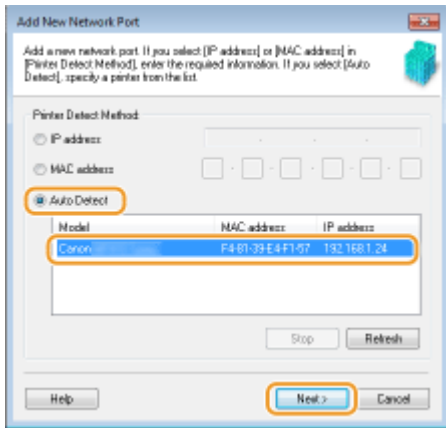 Add New Network Port
Add a new network port. If you select [IP address] or [MAC address] in
[Printer Detect Method], enter the required information. If you select [Auto
Detect], specify a printer from the list.
Printer Detect Method:
IP address
MAC address
Auto Detect
Model MAC address IP address
Canon F4-81-39-E4-F1-57 192.168.1.24
Stop Refresh
Help Next > Cancel